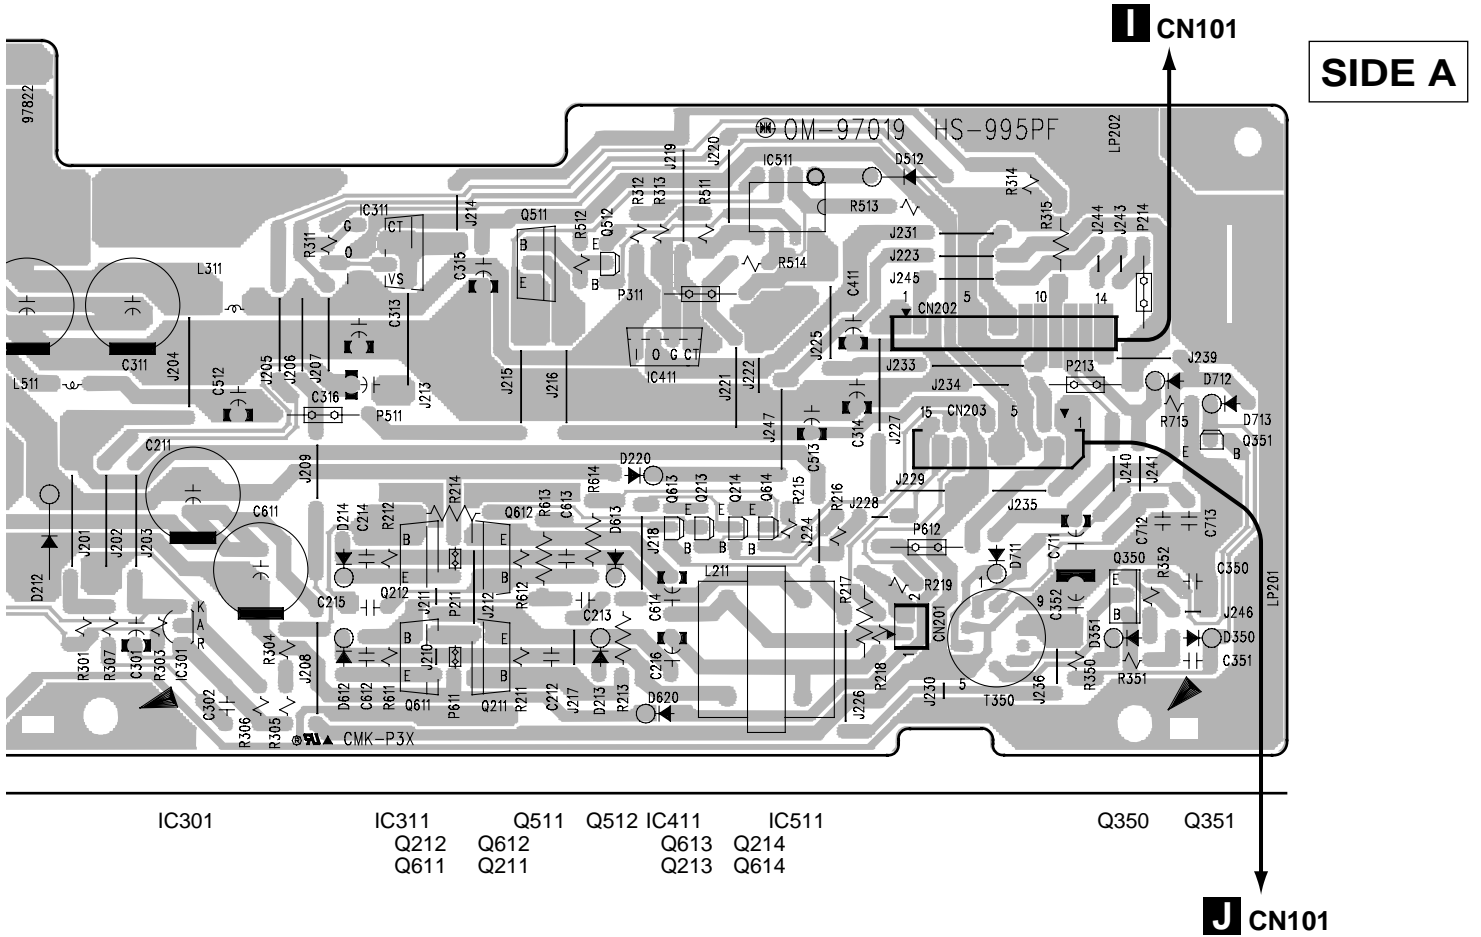 I CN101
SIDE A
97822
OM-97019 HS-995PF
LP202
J219
J220
IC511
D512
R314
R315
J244
J243
P214
R312
R313
R511
R513
J214
IC311
G
CT
O
I
VS
R311
Q511
B
E
R512
Q512
E
B
J231
J223
J245
R514
C411
C315
L311
C313
P311
1
5
10
14
CN202
I O G CT
IC411
J225
J233
J234
P213
J239
C311
J204
J205
J206
J207
L511
C512
C316
J213
P511
J215
J216
J221
J222
J247
C513
C314
J227
15
CN203
5
1
D712
D713
R715
Q351
E
B
C211
J209
D220
R614
Q613
Q213
Q214
Q614
R215
R216
J228
J229
J235
J240
J241
C611
D214
C214
R212
R214
Q612
R613
C613
D613
J218
E
E
E
B
B
B
J224
P612
D711
C711
C712
C713
J201
J202
J203
D212
B
E
E
B
Q212
J211
P211
J212
R612
C213
C614
L211
R217
R219
2
CN201
1
1
9
C352
Q350
E
B
R352
C350
J246
LP201
C215
K
A
R
R301
R307
C301
R303
IC301
R304
J208
B
E
J210
E
B
D612
C612
R611
Q611
P611
Q211
R211
C212
J217
D213
R213
C216
D620
J226
R218
J230
5
T350
J236
R350
D351
R351
D350
C351
C302
R306
R305
CMK-P3X
IC301
IC311
Q511
Q512
IC411
IC511
Q350
Q351
Q212
Q612
Q613
Q214
Q611
Q211
Q213
Q614
J CN101